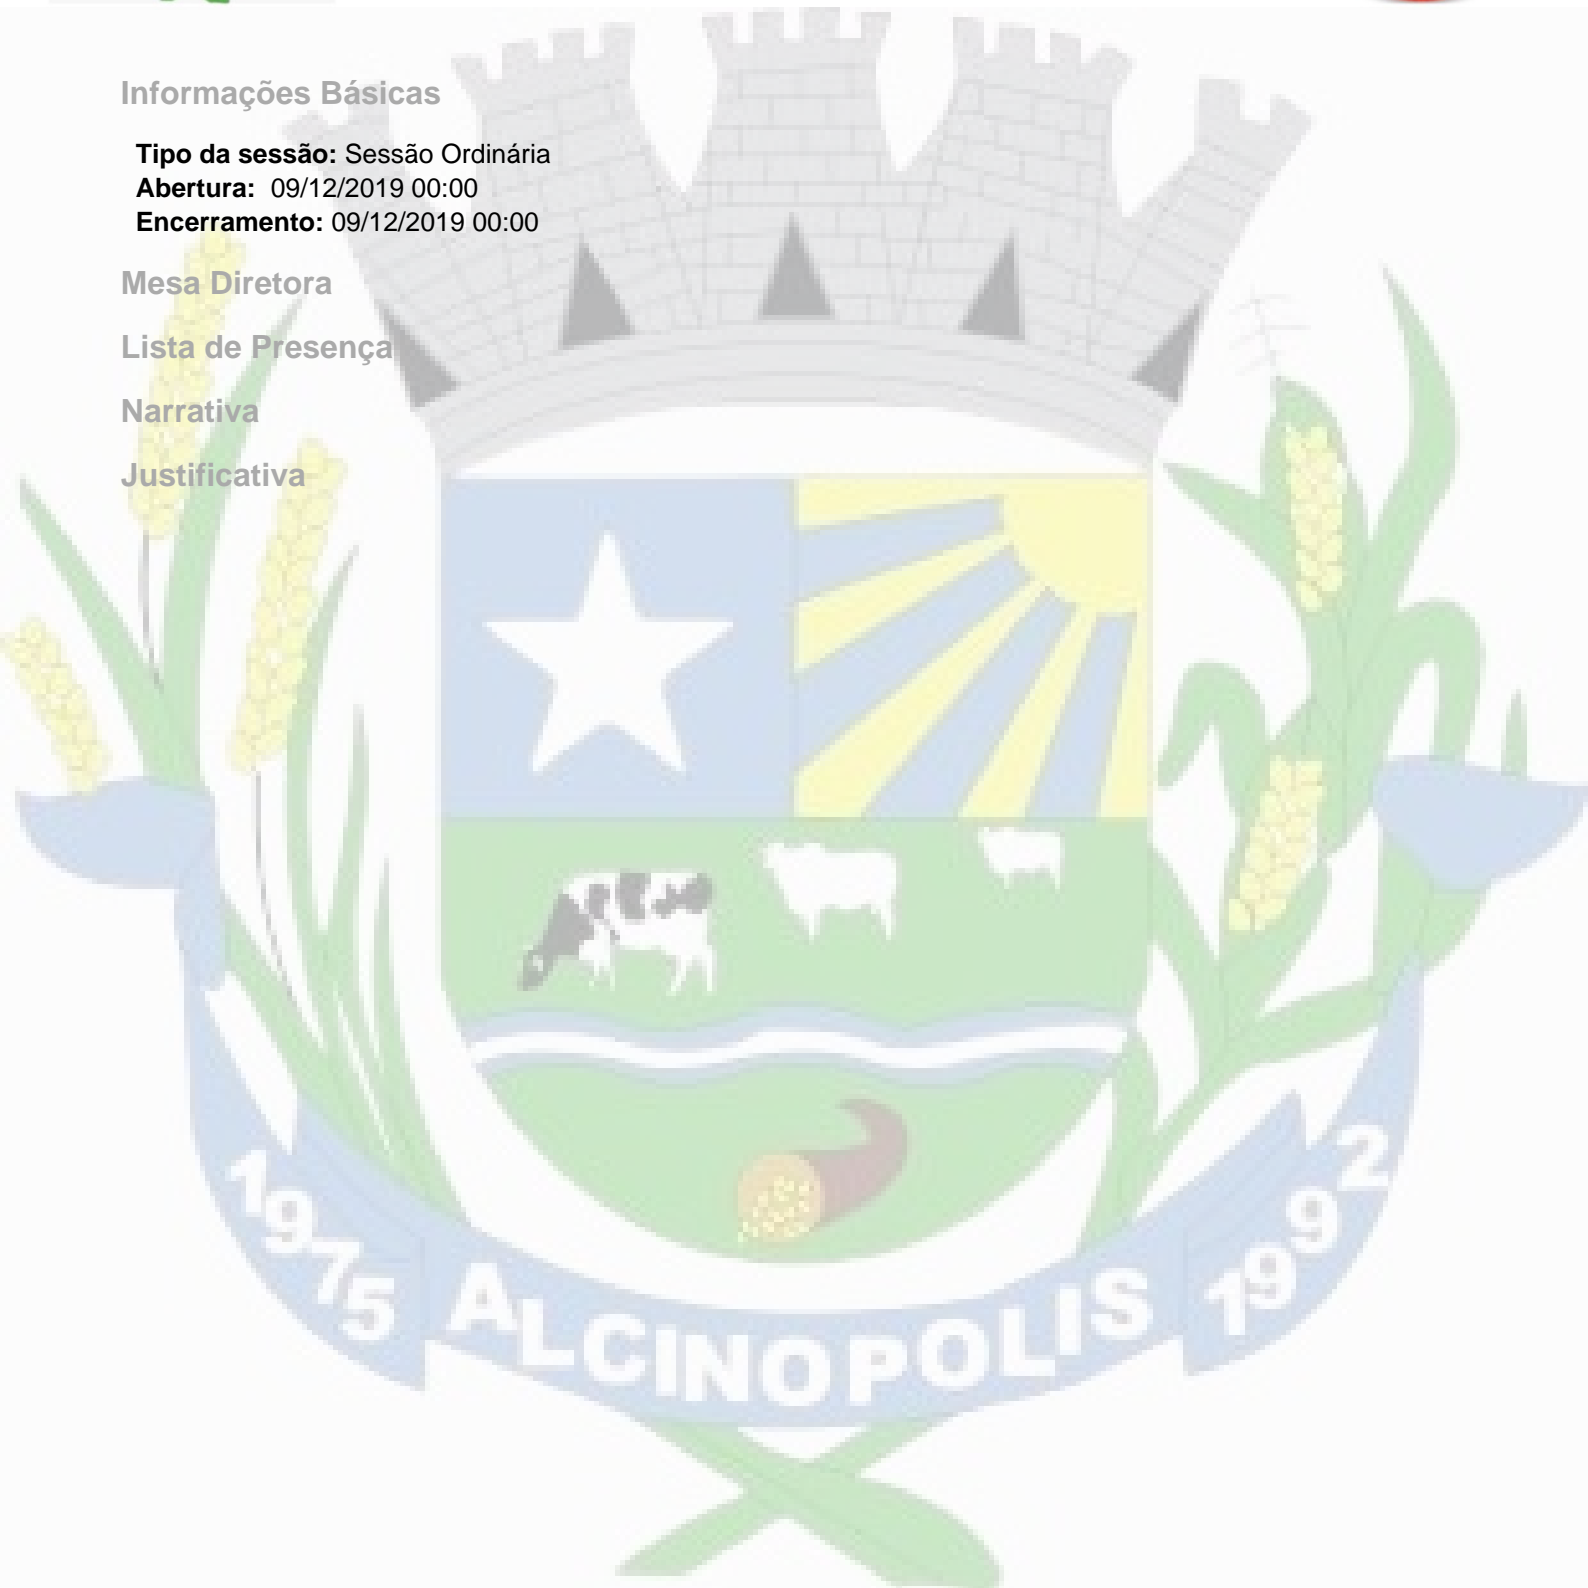 Informações Básicas
Tipo da sessão: Sessão Ordinária
Abertura: 09/12/2019 00:00
Encerramento: 09/12/2019 00:00
Mesa Diretora
Lista de Presença
Narrativa
Justificativa
1975 ALCINOPOLIS 1992